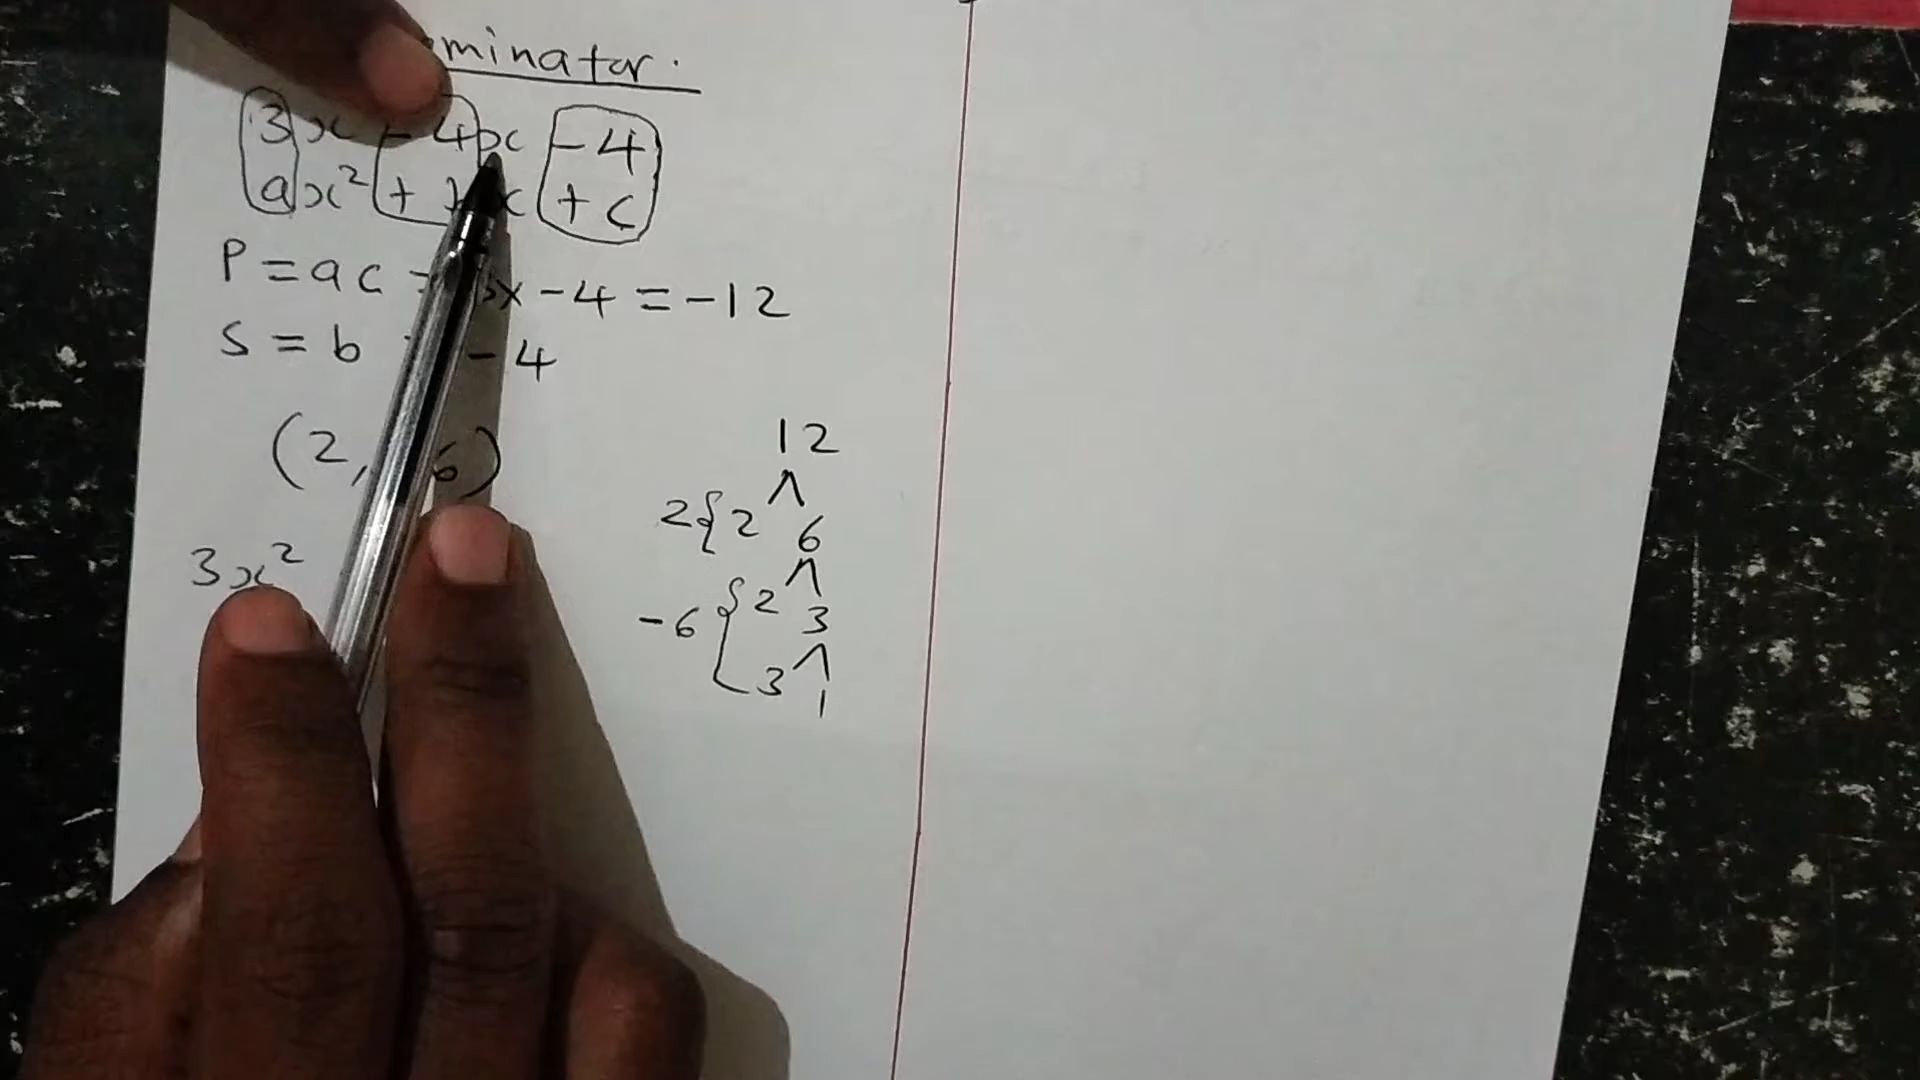 minator.
3x - 4x - 4
ax² + x + c
P = ac = x - 4 = -12
S = b = -4
(2, 6)
3x²
12
2{2 6
-6{2 3
3 1